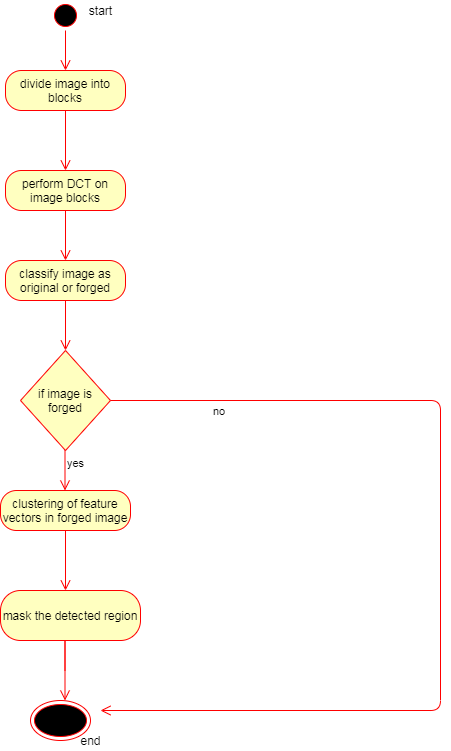 start
divide image into
blocks
perform DCT on
image blocks
classify image as
original or forged
if image is
forged
no
yes
clustering of feature
vectors in forged image
mask the detected region
end